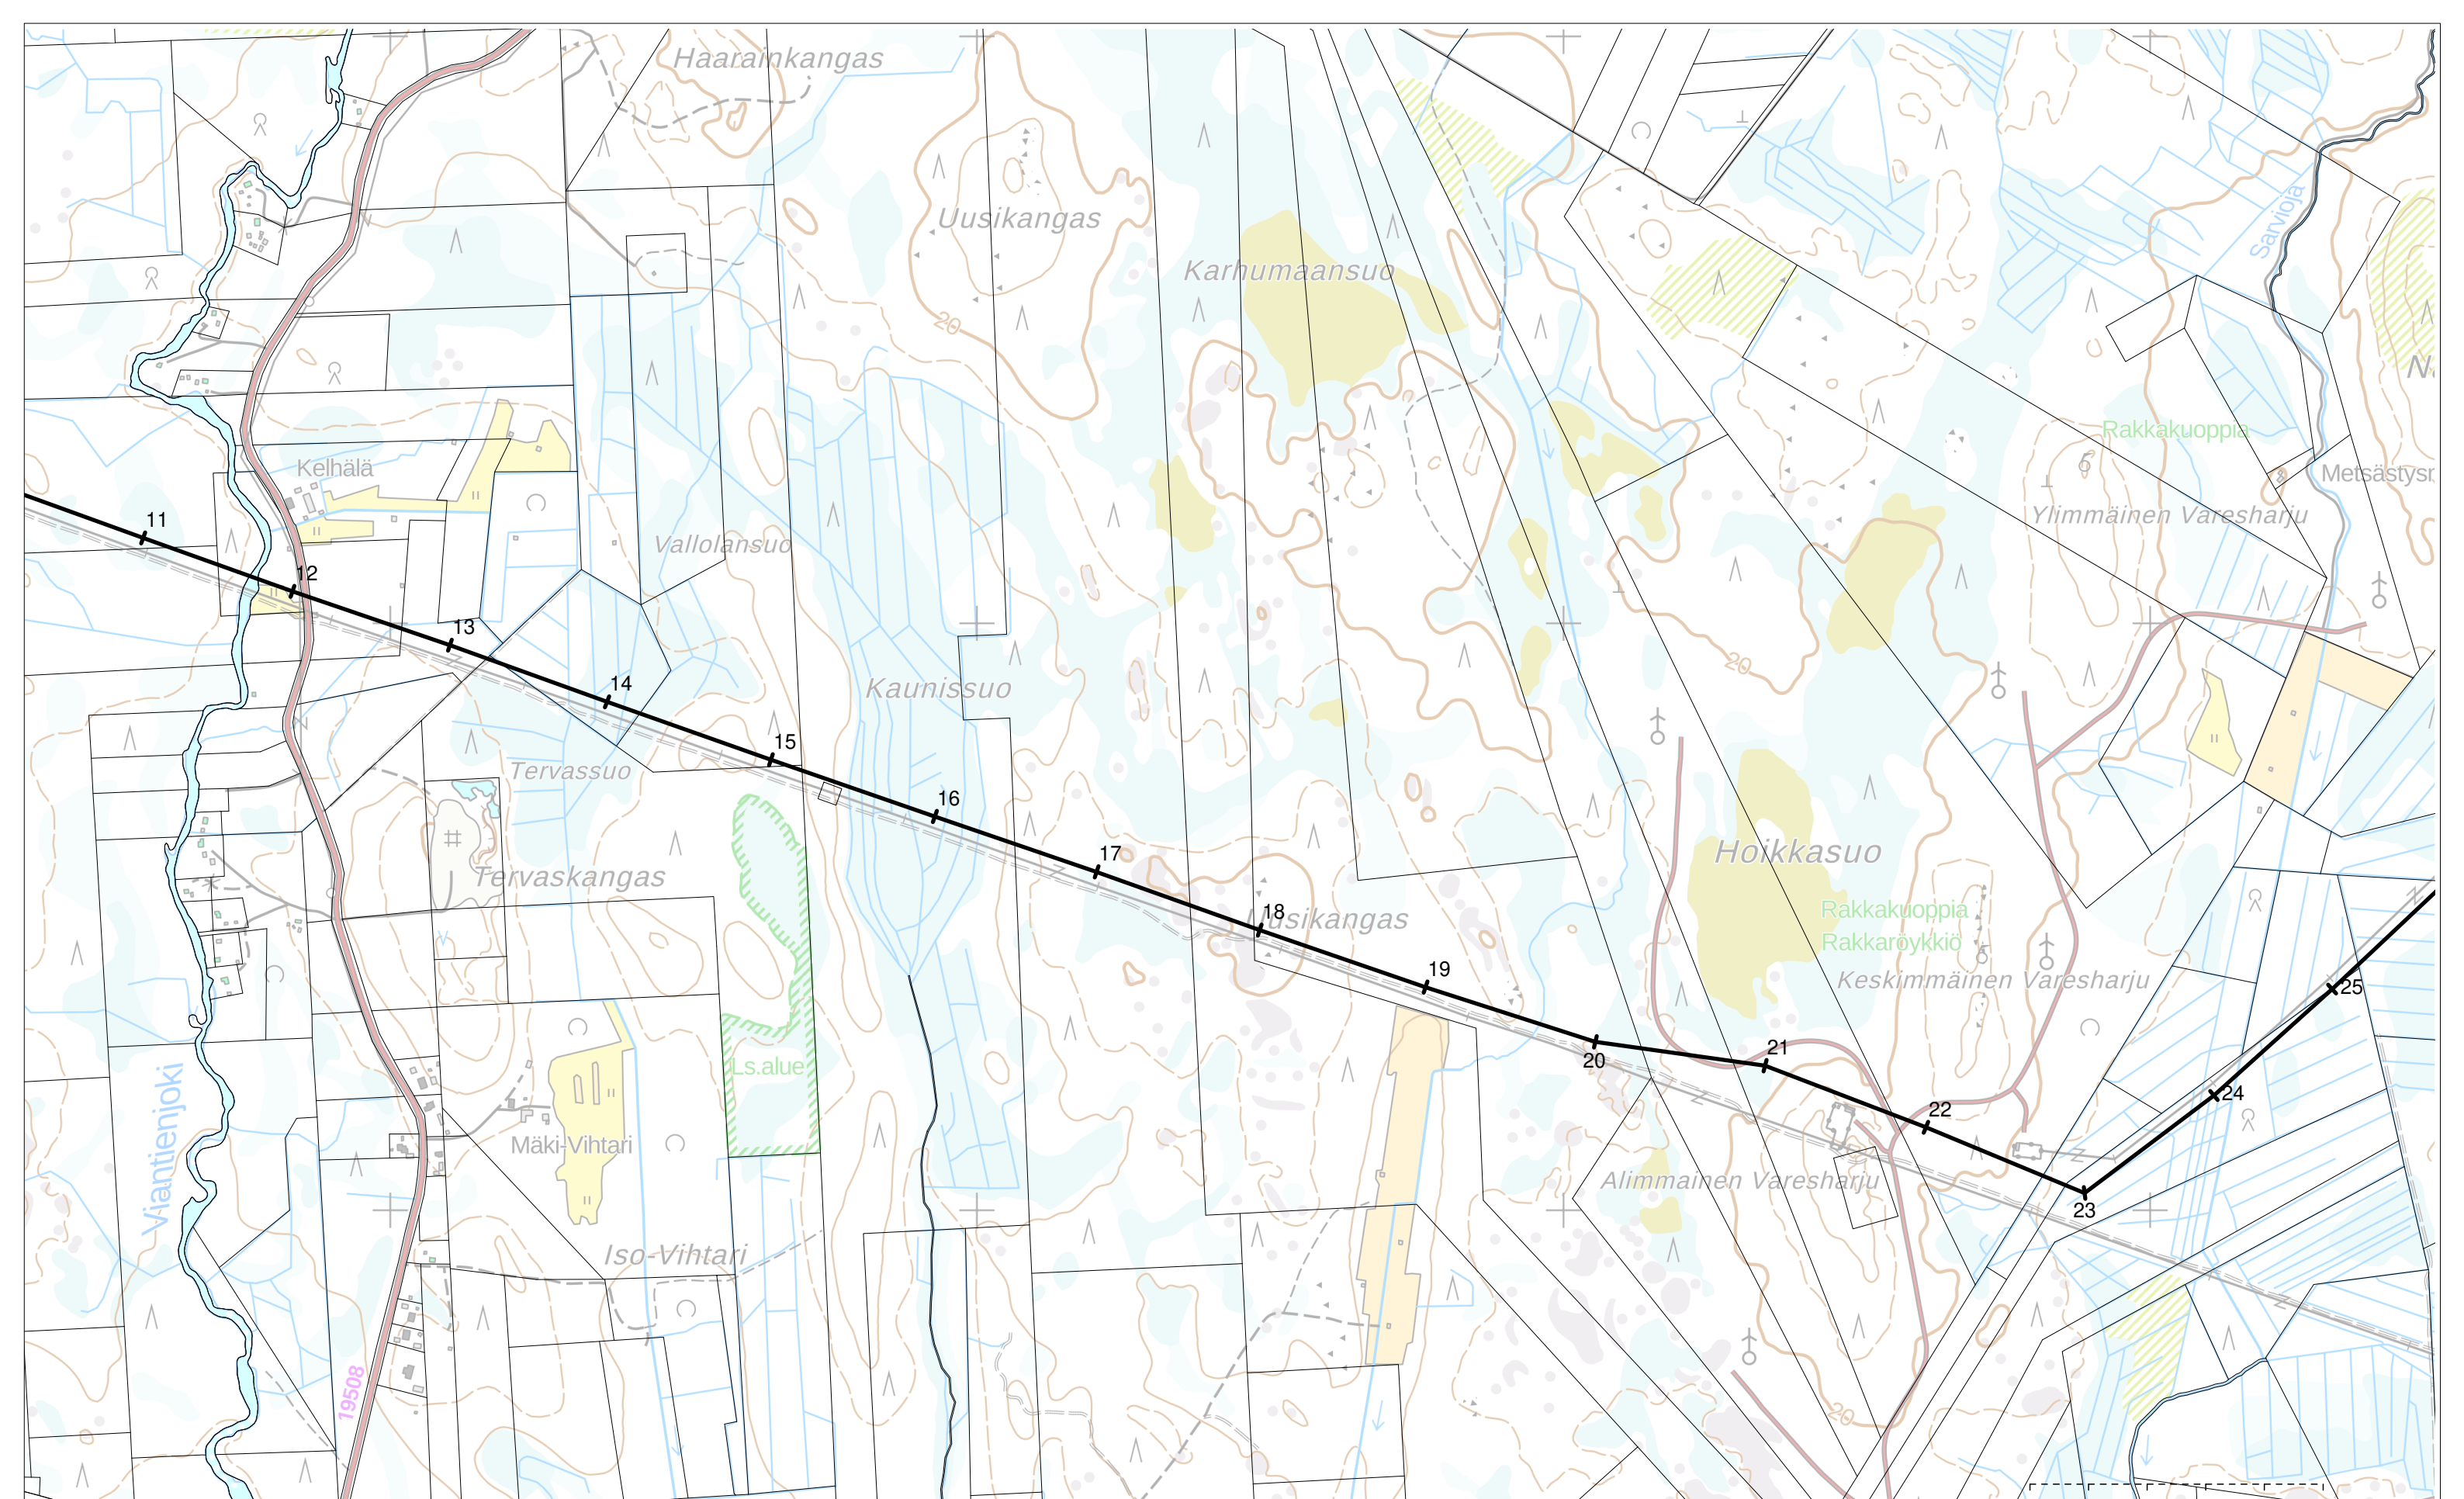 Haarainkangas
Uusikangas
Sarvioja
Karhumaansuo
20
Rakkakuoppia
Kelhälä
Metsästysr
Ylimmäinen Varesharju
11
Vallolansuo
12
13
20
14
Kaunissuo
15
Tervassuo
16
Hoikkasuo
17
Tervaskangas
18
Uusikangas
Rakkakuoppia
Rakkaröykkiö
19
Keskimmäinen Varesharju
25
20
21
Ls.alue
24
22
Mäki-Vihtari
Viantienjoki
Alimmainen Varesharju
23
Iso-Vihtari
19508
20